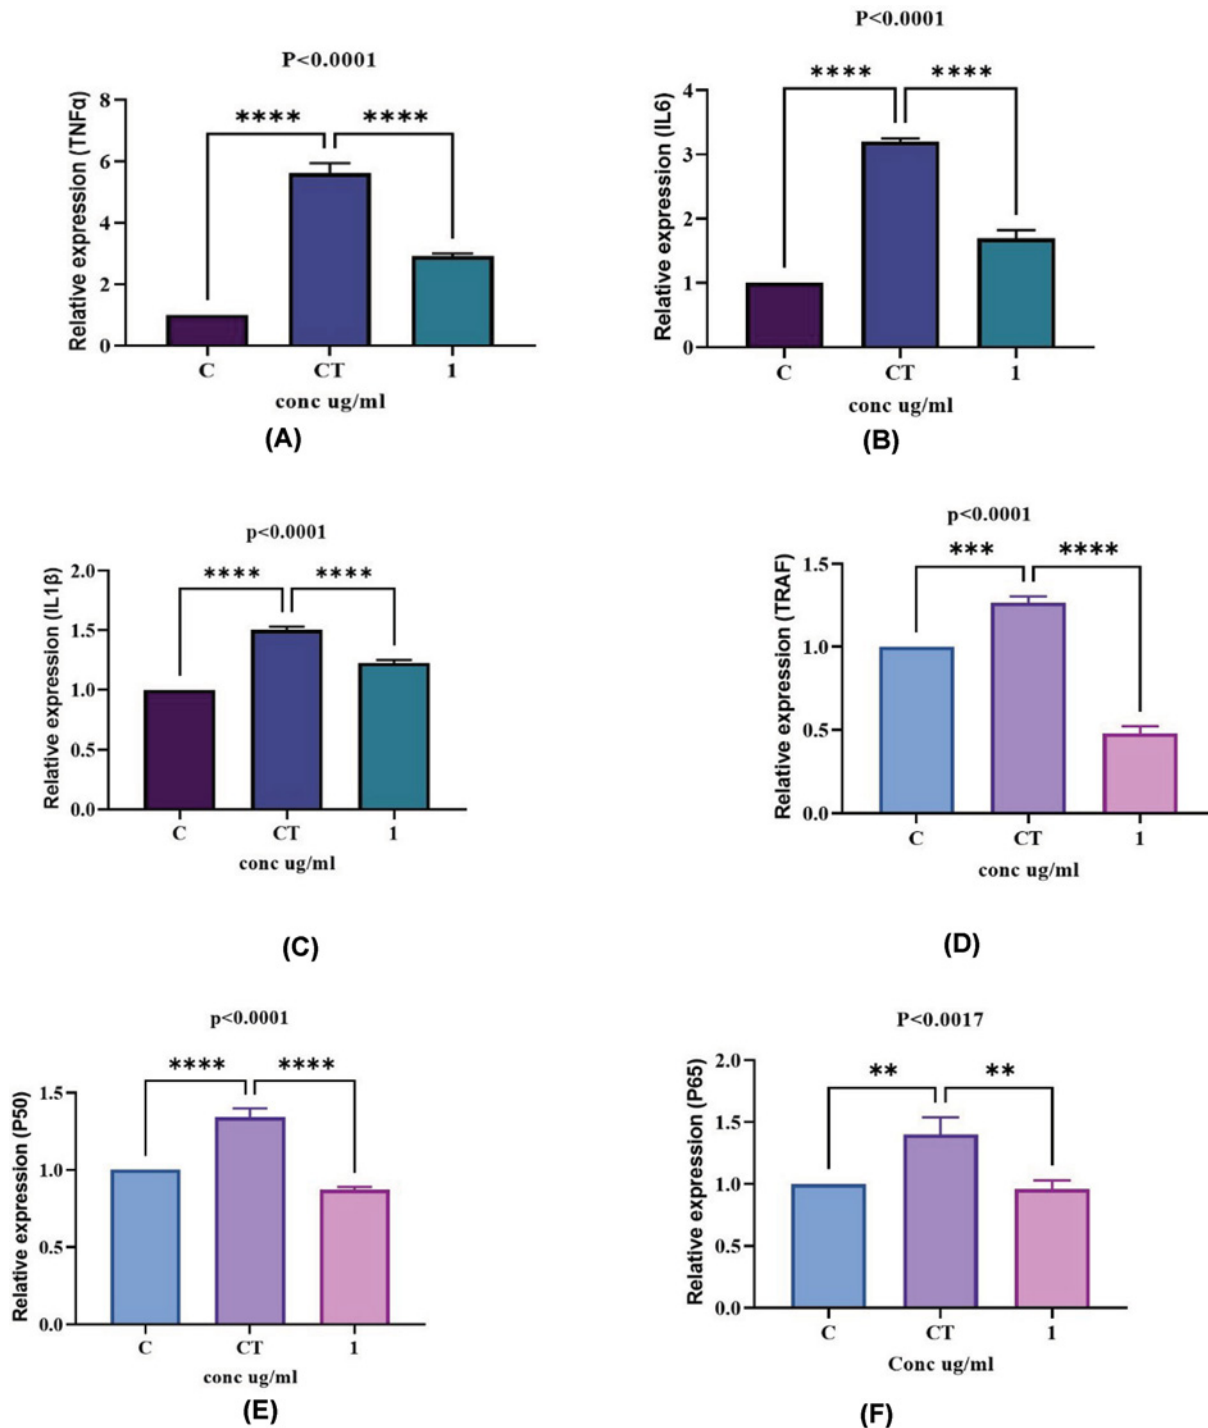 P<0.0001
**** ****
Relative expression (TNFα)
8
6
4
2
0
C CT 1
conc ug/ml
(A)
P<0.0001
**** ****
Relative expression (IL6)
4
3
2
1
0
C CT 1
conc ug/ml
(B)
p<0.0001
**** ****
Relative expression (IL1β)
2.0
1.5
1.0
0.5
0.0
C CT 1
conc ug/ml
(C)
p<0.0001
*** ****
Relative expression (TRAF)
1.5
1.0
0.5
0.0
C CT 1
conc ug/ml
(D)
p<0.0001
**** ****
Relative expression (P50)
1.5
1.0
0.5
0.0
C CT 1
conc ug/ml
(E)
P<0.0017
** **
Relative expression (P65)
2.0
1.5
1.0
0.5
0.0
C CT 1
Conc ug/ml
(F)